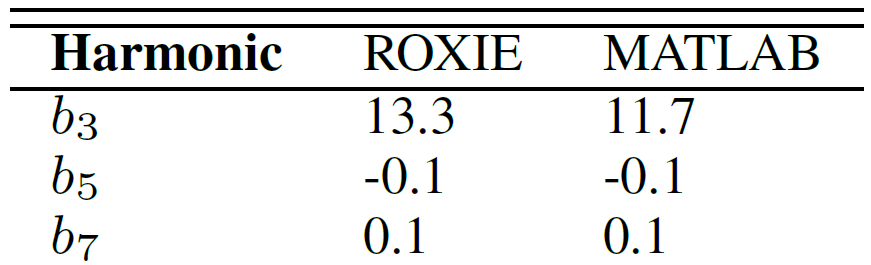 Harmonic ROXIE MATLAB
b₃ 13.3 11.7
b₅ -0.1 -0.1
b₇ 0.1 0.1